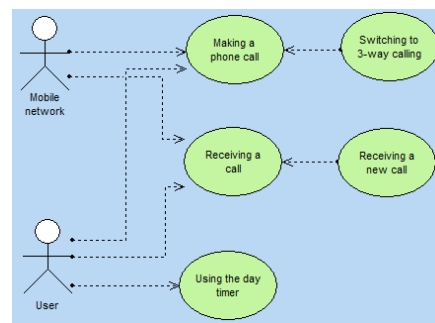 Making a
phone call
Switching to
3-way calling
Mobile
network
Receiving a
call
Receiving a
new call
User
Using the day
timer